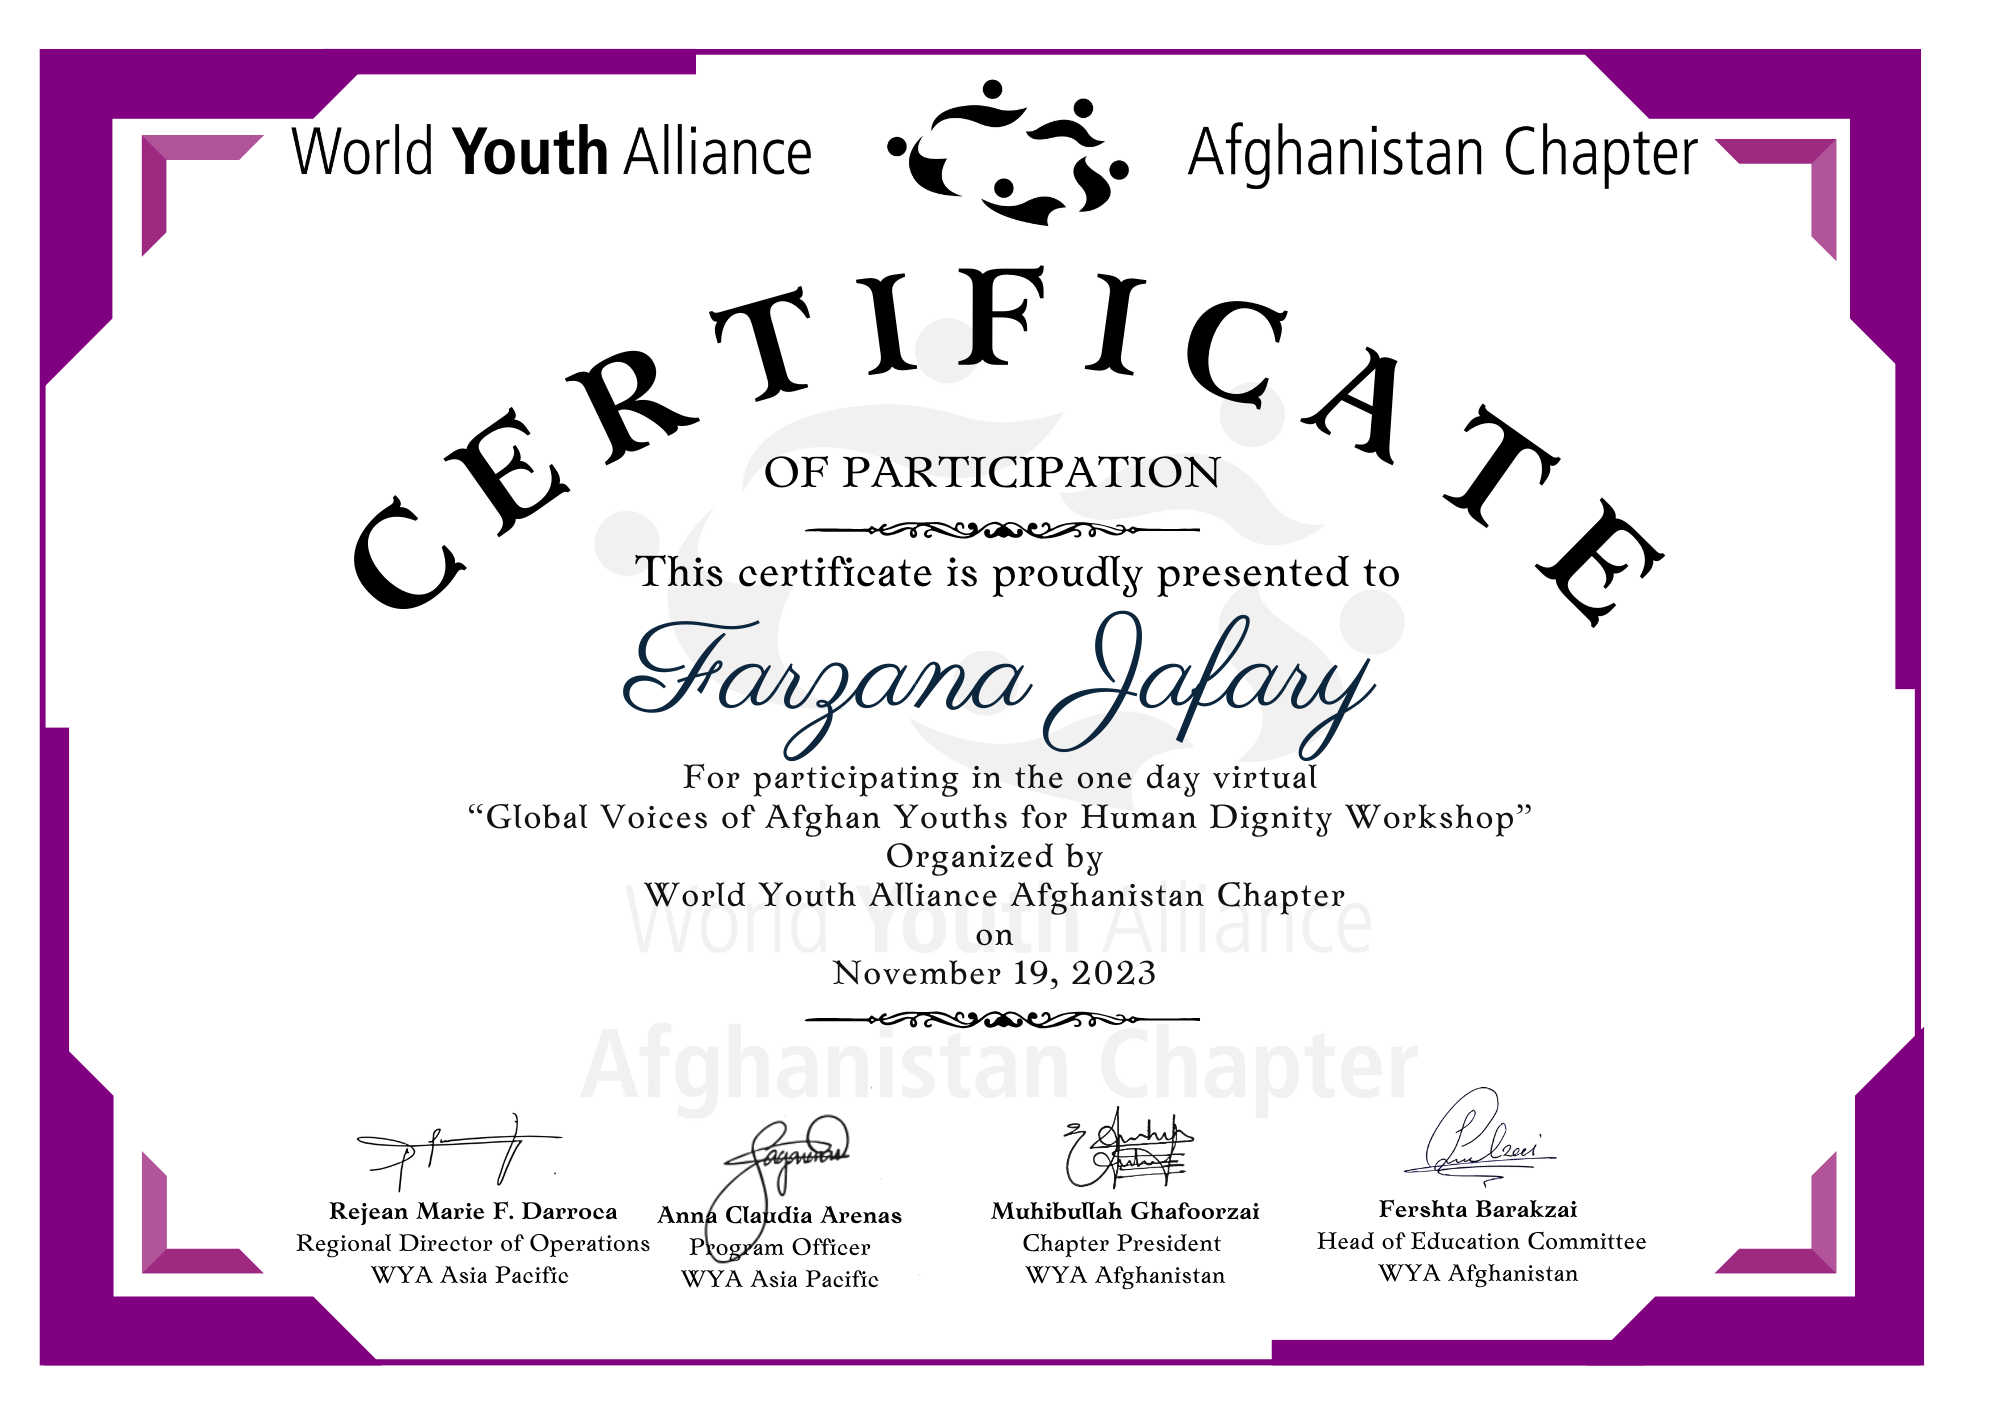 World Youth Alliance
Afghanistan Chapter
CERTIFICATE
OF PARTICIPATION
This certificate is proudly presented to
Farzana Jafary
For participating in the one day virtual
“Global Voices of Afghan Youths for Human Dignity Workshop”
Organized by
World Youth Alliance Afghanistan Chapter
on
November 19, 2023
World Youth Alliance
Afghanistan Chapter
Rejean Marie F. Darroca
Regional Director of Operations
WYA Asia Pacific
Anna Claudia Arenas
Program Officer
WYA Asia Pacific
Muhibullah Ghafoorzai
Chapter President
WYA Afghanistan
Fershta Barakzai
Head of Education Committee
WYA Afghanistan